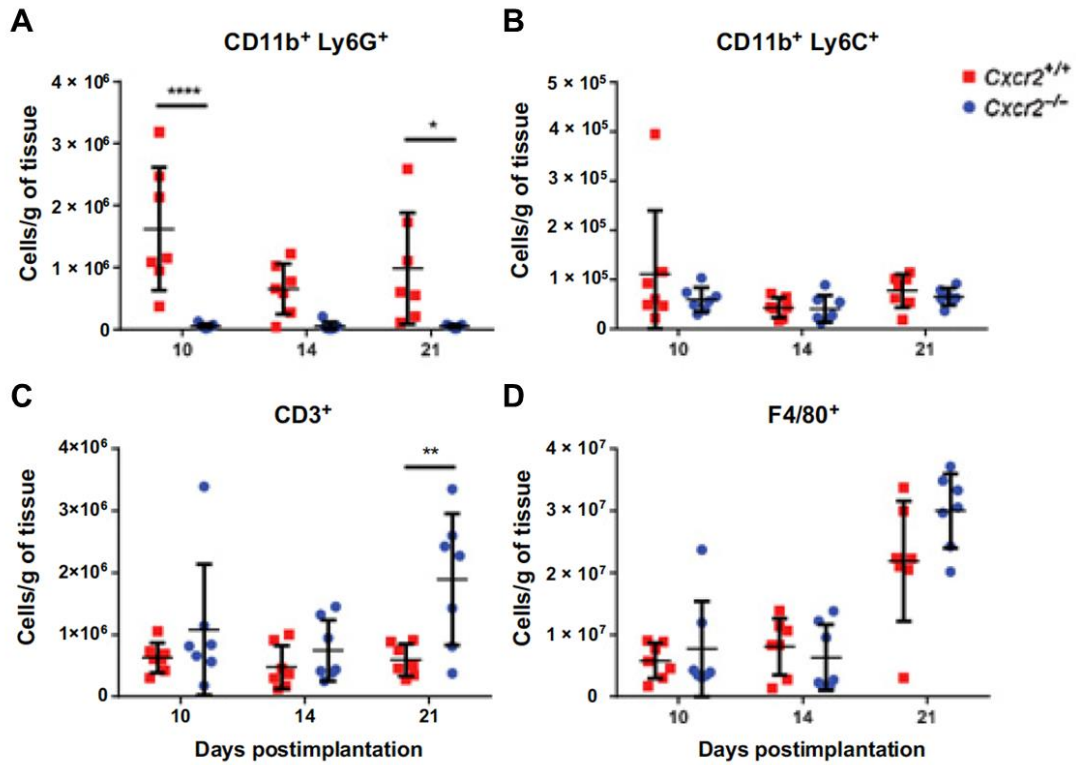 A
CD11b⁺ Ly6G⁺
Cells/g of tissue
4 × 10⁶
3 × 10⁶
2 × 10⁶
1 × 10⁶
0
****
*
10 14 21
B
CD11b⁺ Ly6C⁺
Cells/g of tissue
5 × 10⁵
4 × 10⁵
3 × 10⁵
2 × 10⁵
1 × 10⁵
0
10 14 21
Cxcr2⁺/⁺
Cxcr2⁻/⁻
C
CD3⁺
Cells/g of tissue
4×10⁶
3×10⁶
2×10⁶
1×10⁶
0
**
10 14 21
Days postimplantation
D
F4/80⁺
Cells/g of tissue
4 × 10⁷
3 × 10⁷
2 × 10⁷
1 × 10⁷
0
10 14 21
Days postimplantation